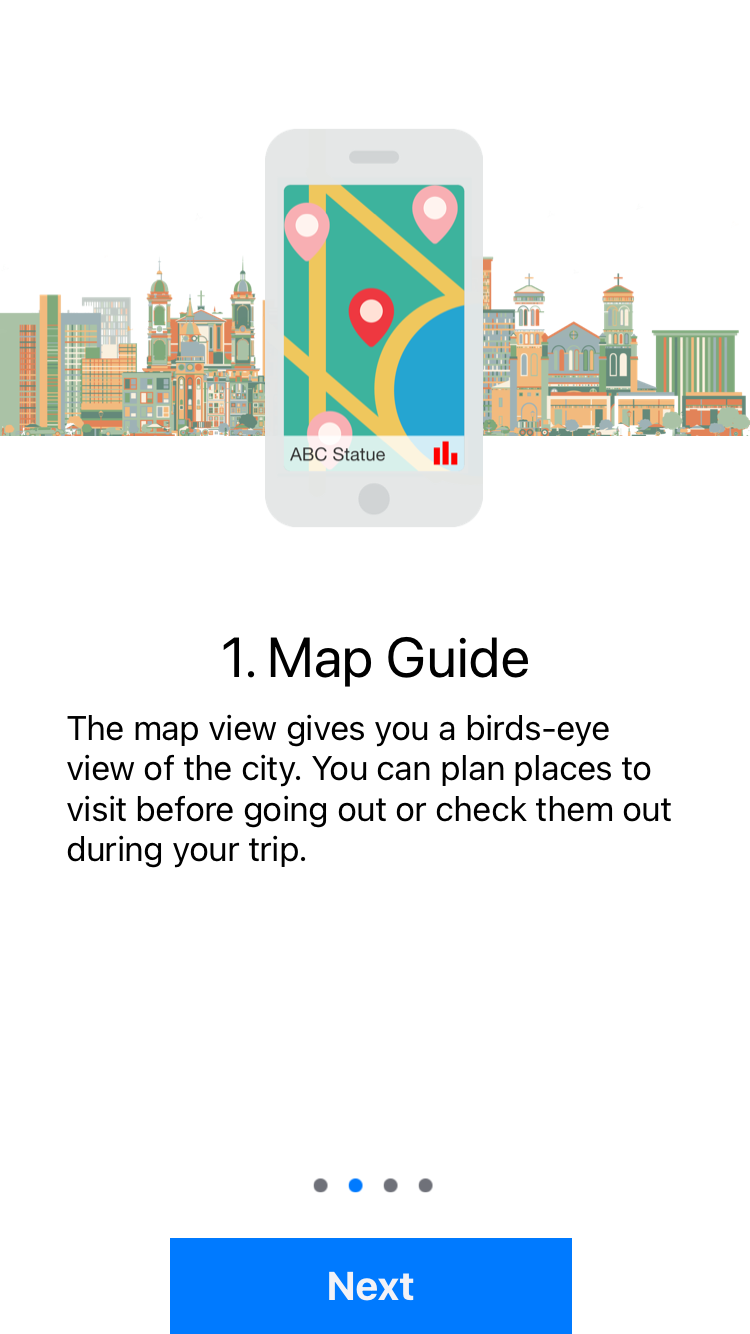 ABC Statue
1. Map Guide
The map view gives you a birds-eye
view of the city. You can plan places to
visit before going out or check them out
during your trip.
Next